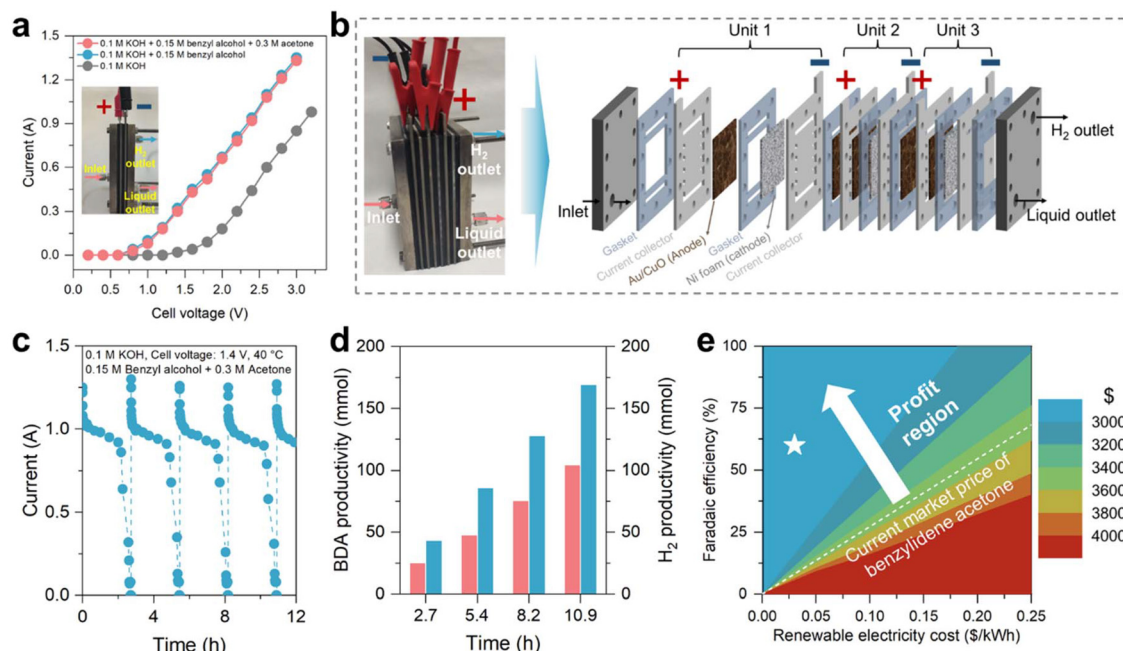 a
0.1 M KOH + 0.15 M benzyl alcohol + 0.3 M acetone
0.1 M KOH + 0.15 M benzyl alcohol
0.1 M KOH
Current (A)
1.5
1.2
0.9
0.6
0.3
0.0
+
−
H2
outlet
Inlet
Liquid
outlet
0.0 0.5 1.0 1.5 2.0 2.5 3.0
Cell voltage (V)
b
−
+
H2
outlet
Inlet
Liquid
outlet
Unit 1
Unit 2
Unit 3
+ − + − + −
H2 outlet
Inlet
Liquid outlet
Gasket
Current collector
Au/CuO (Anode)
Gasket
Ni foam (cathode)
Current collector
c
0.1 M KOH, Cell voltage: 1.4 V, 40 °C
0.15 M Benzyl alcohol + 0.3 M Acetone
Current (A)
1.5
1.0
0.5
0.0
0 4 8 12
Time (h)
d
BDA productivity (mmol)
200
150
100
50
0
2.7 5.4 8.2 10.9
Time (h)
200
150
100
50
0
H2 productivity (mmol)
e
Faradaic efficiency (%)
100
75
50
25
0
Profit
region
Current market price of
benzylidene acetone
0.00 0.05 0.10 0.15 0.20 0.25
Renewable electricity cost ($/kWh)
$
3000
3200
3400
3600
3800
4000